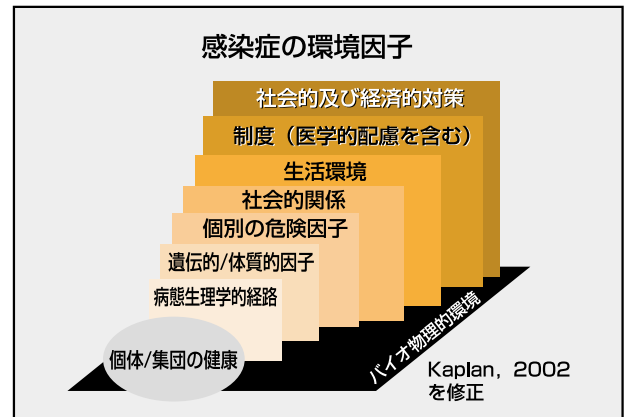 感染症の環境因子
社会的及び経済的対策
制度（医学的配慮を含む）
生活環境
社会的関係
個別の危険因子
遺伝的/体質的因子
病態生理学的経路
個体/集団の健康
バイオ物理的環境
Kaplan, 2002
を修正